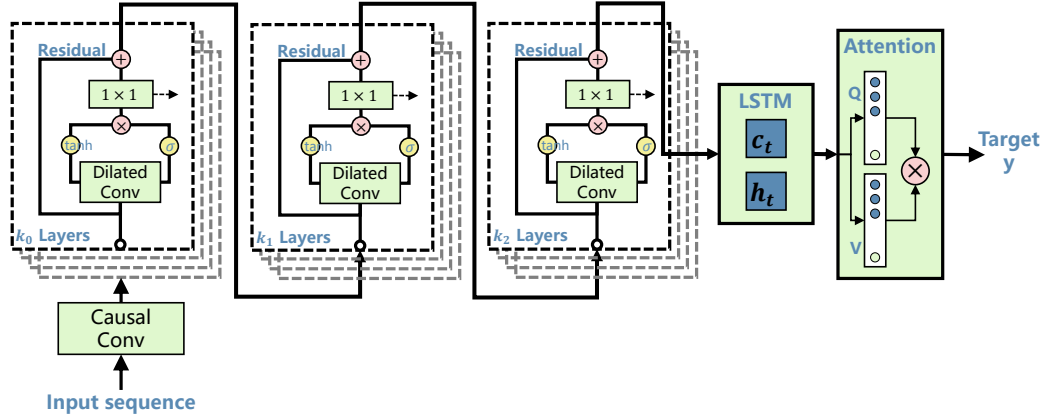 Residual
+
1 × 1
×
tanh
σ
Dilated
Conv
k₀ Layers
Causal
Conv
Input sequence
Residual
+
1 × 1
×
tanh
σ
Dilated
Conv
k₁ Layers
Residual
+
1 × 1
×
tanh
σ
Dilated
Conv
k₂ Layers
LSTM
cₜ
hₜ
Attention
Q
×
V
Target
y